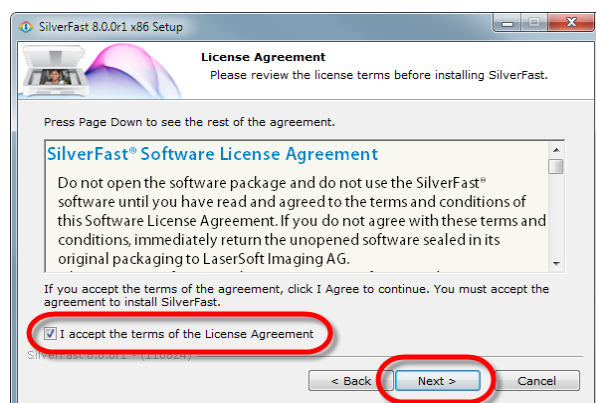 SilverFast 8.0.0r1 x86 Setup
License Agreement
Please review the license terms before installing SilverFast.
Press Page Down to see the rest of the agreement.
SilverFast® Software License Agreement
Do not open the software package and do not use the SilverFast®
software until you have read and agreed to the terms and conditions of
this Software License Agreement. If you do not agree with these terms and
conditions, immediately return the unopened software sealed in its
original packaging to LaserSoft Imaging AG.
If you accept the terms of the agreement, click I Agree to continue. You must accept the
agreement to install SilverFast.
I accept the terms of the License Agreement
SilverFast 8.0.0r1 - (110824)
< Back
Next >
Cancel